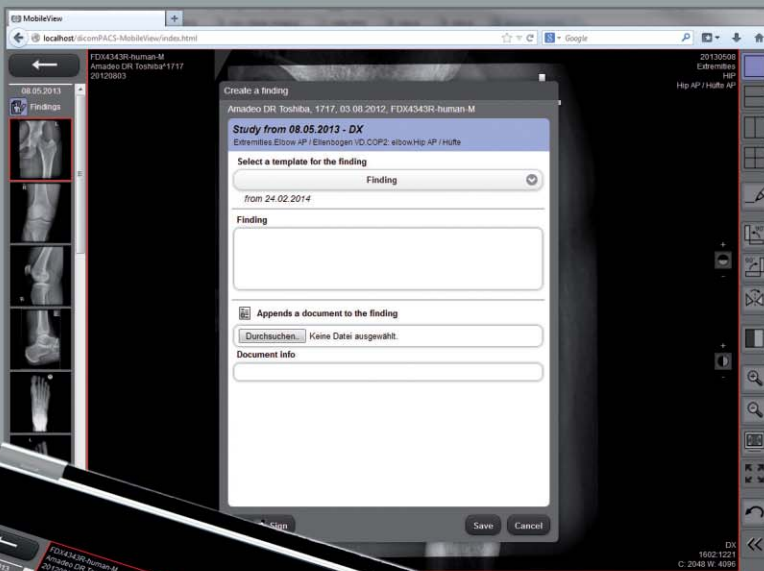 MobileView
localhost/dicomPACS-MobileView/index.html
Google
FDX4343R-human-M
Amadeo DR Toshiba^1717
20120803
20130508
Extremities
HIP
Hip AP / Hüfte AP
08.05.2013
Findings
Create a finding
Amadeo DR Toshiba, 1717, 03.08.2012, FDX4343R-human-M
Study from 08.05.2013 - DX
Extremities.Elbow AP / Ellenbogen VD.COP2: elbow.Hip AP / Hüfte
Select a template for the finding
Finding
from 24.02.2014
Finding
Appends a document to the finding
Durchsuchen... Keine Datei ausgewählt.
Document info
Sign
Save
Cancel
DX
1602:1221
C: 2048 W: 4096
FDX4343R-human-M
Amadeo DR